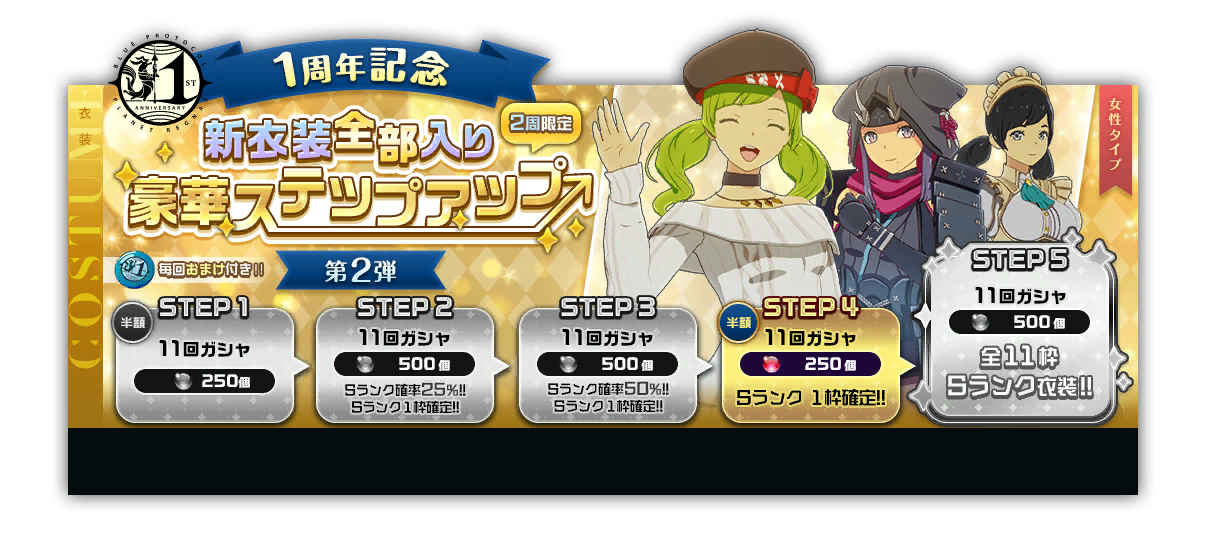 BLUE PROTOCOL
1ST
ANNIVERSARY
PLANET REGNAS
1周年記念
衣装
COSTUME
新衣装全部入り
2周限定
豪華ステップアップ
女性タイプ
#1
毎回おまけ付き!!
第2弾
STEP 1
半額
11回ガシャ
250個
STEP 2
11回ガシャ
500個
Sランク確率25%!!
Sランク1枠確定!!
STEP 3
11回ガシャ
500個
Sランク確率50%!!
Sランク1枠確定!!
STEP 4
半額
11回ガシャ
250個
Sランク 1枠確定!!
STEP 5
11回ガシャ
500個
全11枠
Sランク衣装!!